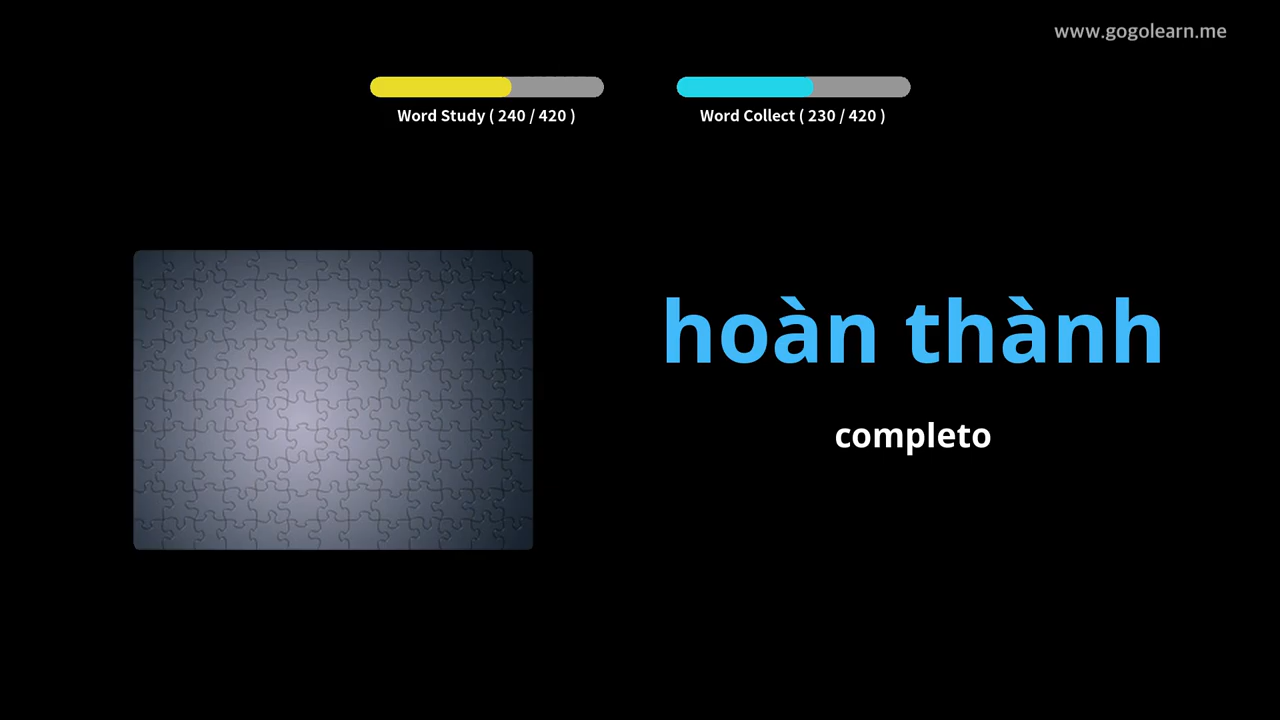 www.gogolearn.me
Word Study ( 240 / 420 )
Word Collect ( 230 / 420 )
hoàn thành
completo